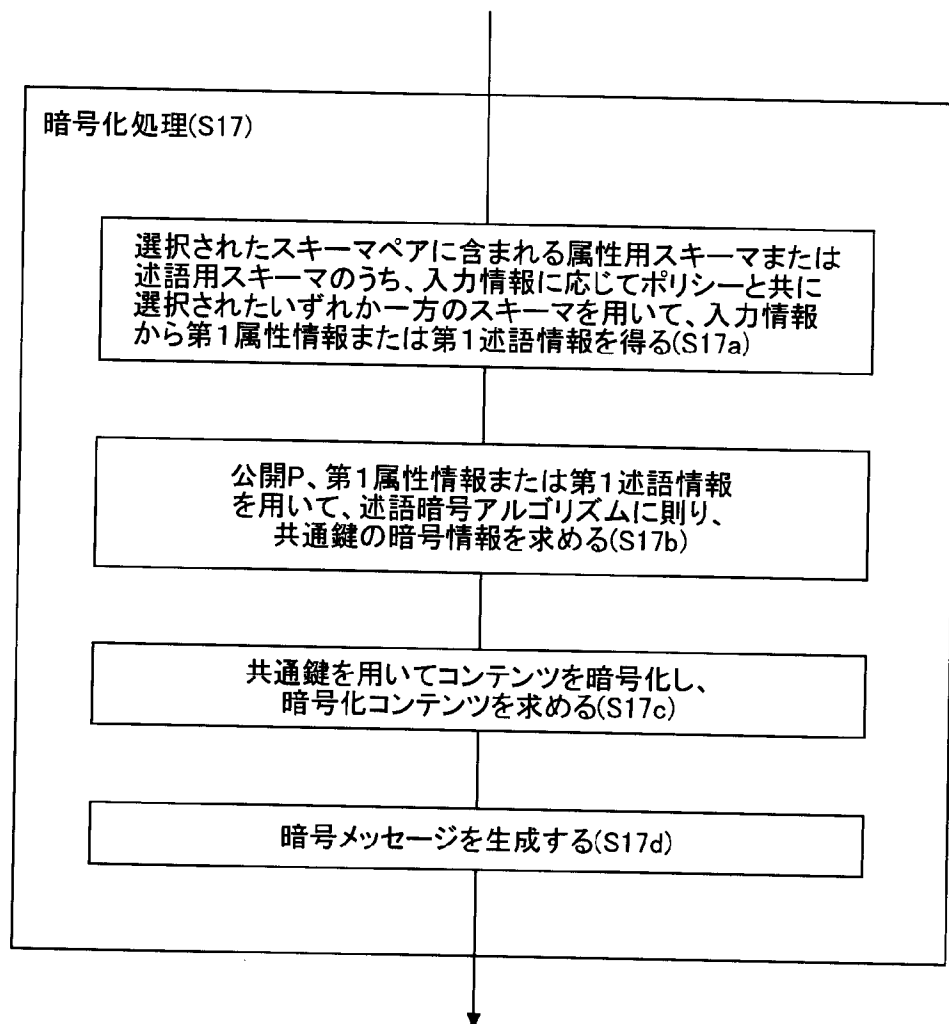 暗号化処理(S17)
選択されたスキーマペアに含まれる属性用スキーマまたは
述語用スキーマのうち、入力情報に応じてポリシーと共に
選択されたいずれか一方のスキーマを用いて、入力情報
から第1属性情報または第1述語情報を得る(S17a)
公開P、第1属性情報または第1述語情報
を用いて、述語暗号アルゴリズムに則り、
共通鍵の暗号情報を求める(S17b)
共通鍵を用いてコンテンツを暗号化し、
暗号化コンテンツを求める(S17c)
暗号メッセージを生成する(S17d)